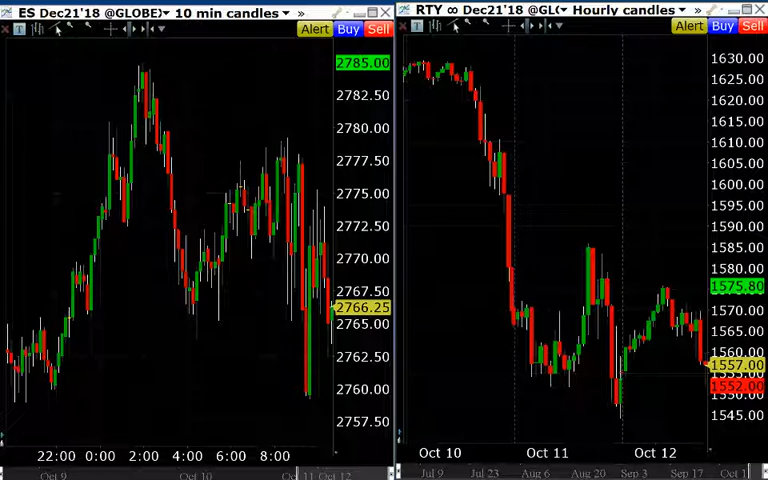 ES Dec21'18 @GLOBEX
10 min candles
»
T
Alert
Buy
Sell
2785.00
2782.50
2780.00
2777.50
2775.00
2772.50
2770.00
2767.50
2766.25
2765.00
2762.50
2760.00
2757.50
22:00 0:00 2:00 4:00 6:00 8:00
Oct 9 Oct 10 11 Oct 12
RTY ∞ Dec21'18 @GL
Hourly candles
»
T
Alert
Buy
Sell
1630.00
1625.00
1620.00
1615.00
1610.00
1605.00
1600.00
1595.00
1590.00
1585.00
1580.00
1575.80
1570.00
1565.00
1560.00
1557.00
1552.00
1550.00
1545.00
Oct 10 Oct 11 Oct 12
Jul 9 Jul 23 Aug 6 Aug 20 Sep 3 Sep 17 Oct 1